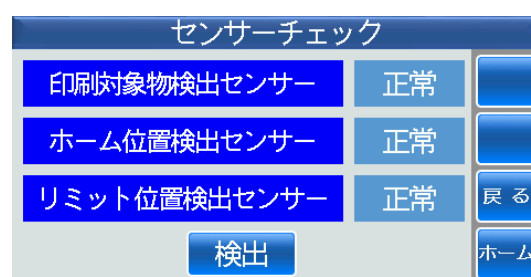 センサーチェック
印刷対象物検出センサー 正常
ホーム位置検出センサー 正常
リミット位置検出センサー 正常
戻る
検出
ホーム